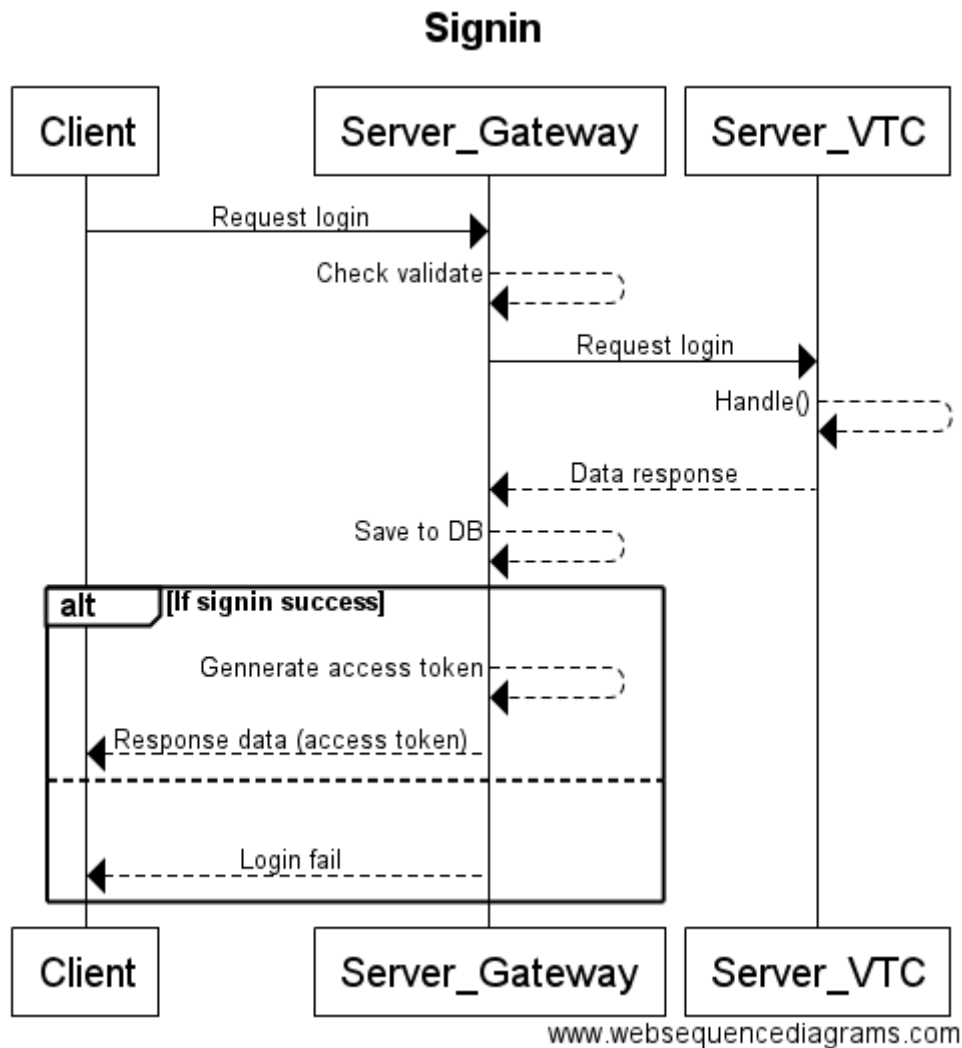 Signin
Client
Server_Gateway
Server_VTC
Request login
Check validate
Request login
Handle()
Data response
Save to DB
alt
[If signin success]
Gennerate access token
Response data (access token)
Login fail
Client
Server_Gateway
Server_VTC
www.websequencediagrams.com